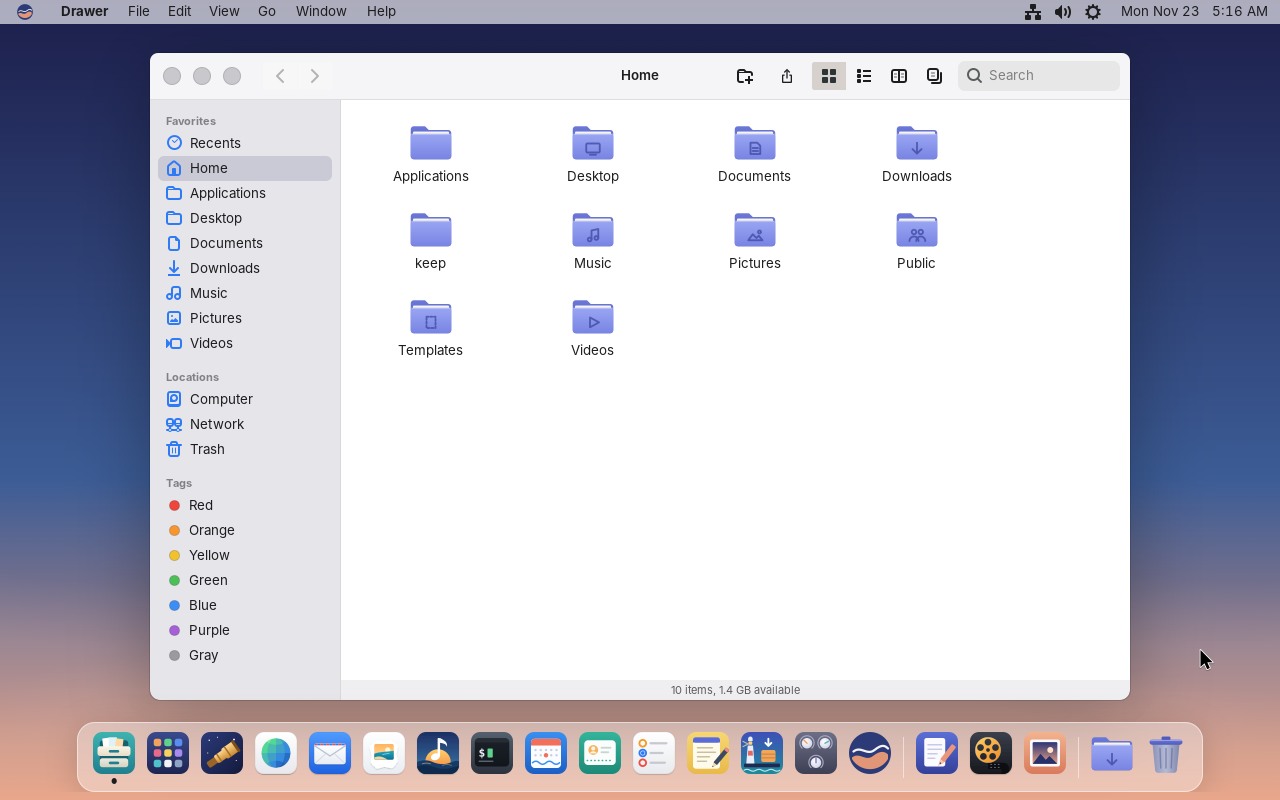 Drawer File Edit View Go Window Help Mon Nov 23 5:16 AM
Home
Search
Favorites
Recents
Home
Applications
Desktop
Documents
Downloads
Music
Pictures
Videos
Locations
Computer
Network
Trash
Tags
Red
Orange
Yellow
Green
Blue
Purple
Gray
Applications Desktop Documents Downloads
keep Music Pictures Public
Templates Videos
10 items, 1.4 GB available
$